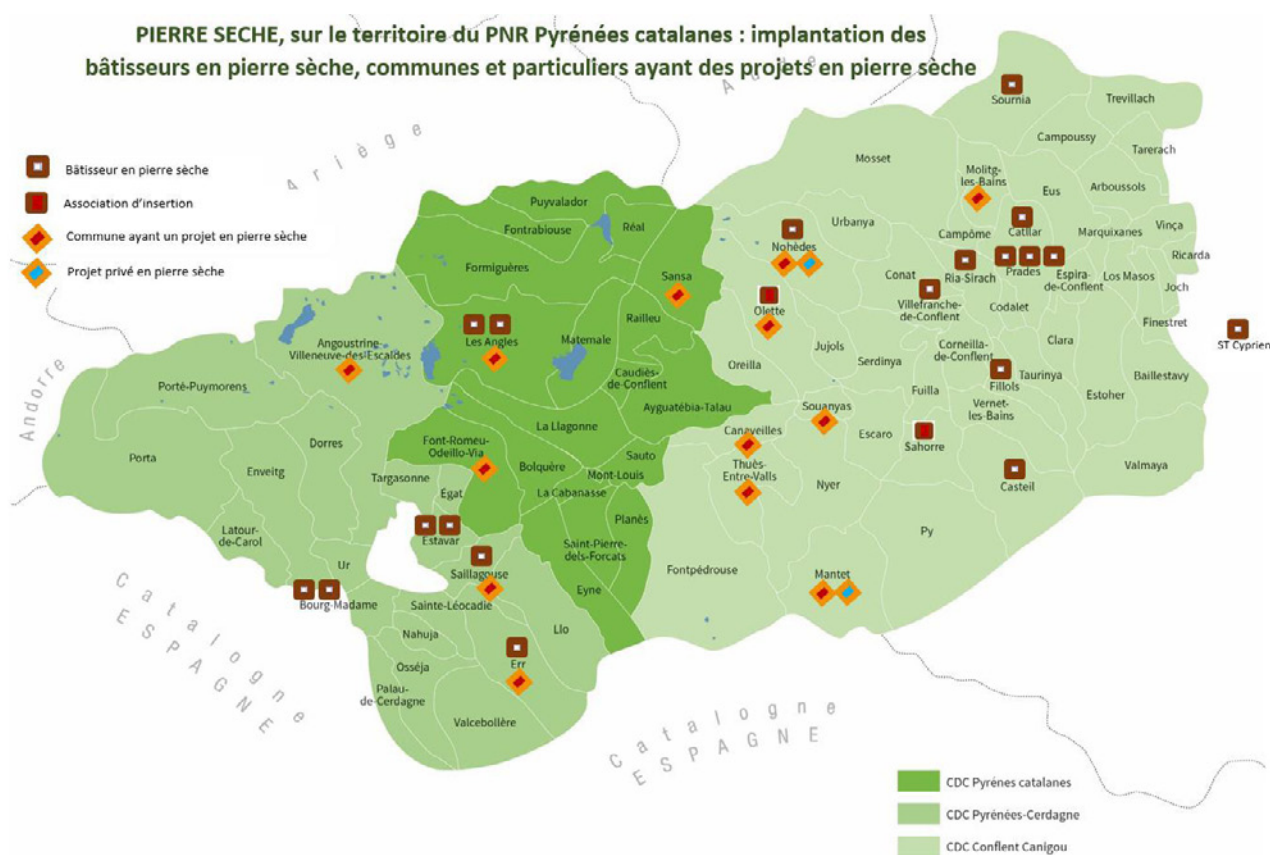 PIERRE SECHE, sur le territoire du PNR Pyrénées catalanes : implantation des
bâtisseurs en pierre sèche, communes et particuliers ayant des projets en pierre sèche
Aude
Ariège
Andorre
Catalogne
ESPAGNE
Catalogne
ESPAGNE
Bâtisseur en pierre sèche
Association d'insertion
Commune ayant un projet en pierre sèche
Projet privé en pierre sèche
Sournia
Trevillach
Campoussy
Tarerach
Mosset
Molitg-
les-Bains
Eus
Arboussols
Puyvalador
Fontrabiouse
Réal
Urbanya
Nohèdes
Campôme
Catllar
Marquixanes
Vinça
Formiguères
Sansa
Conat
Ria-Sirach
Prades
Espira-
de-Conflent
Los Masos
Ricarda
Joch
Villefranche-
de-Conflent
Codalet
Olette
Railleu
Finestret
ST Cyprien
Angoustrine
Villeneuve-des-Escaldes
Les Angles
Matemale
Jujols
Serdinya
Corneilla-
de-Conflent
Clara
Oreilla
Caudiès-
de-Conflent
Porté-Puymorens
Fuilla
Fillols
Taurinya
Baillestavy
Estoher
Vernet-
les-Bains
Ayguatébia-Talau
Souanyas
La Llagonne
Canaveilles
Escaro
Sahorre
Dorres
Font-Romeu-
Odeillo-Via
Porta
Enveitg
Sauto
Bolquère
Mont-Louis
Thuès-
Entre-Valls
Nyer
Valmaya
Targasonne
Égat
La Cabanasse
Casteil
Planès
Latour-
de-Carol
Estavar
Py
Saint-Pierre-
dels-Forcats
Ur
Saillagouse
Fontpédrouse
Mantet
Eyne
Bourg-Madame
Sainte-Léocadie
Llo
Nahuja
Err
Osséja
Palau-
de-Cerdagne
Valcebollère
CDC Pyrénes catalanes
CDC Pyrénées-Cerdagne
CDC Conflent Canigou